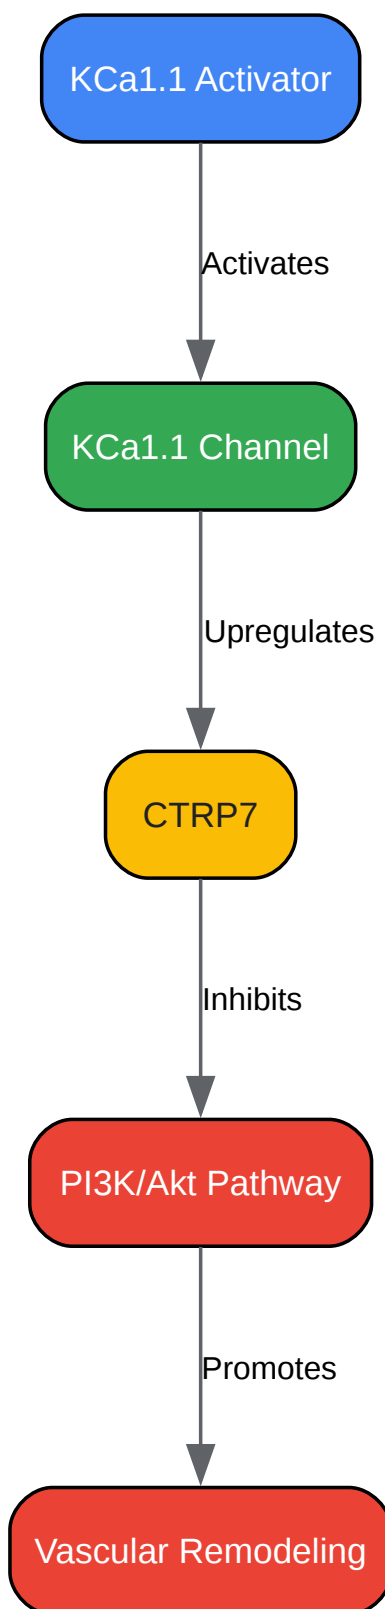 KCa1.1 Activator
Activates
KCa1.1 Channel
Upregulates
CTRP7
Inhibits
PI3K/Akt Pathway
Promotes
Vascular Remodeling